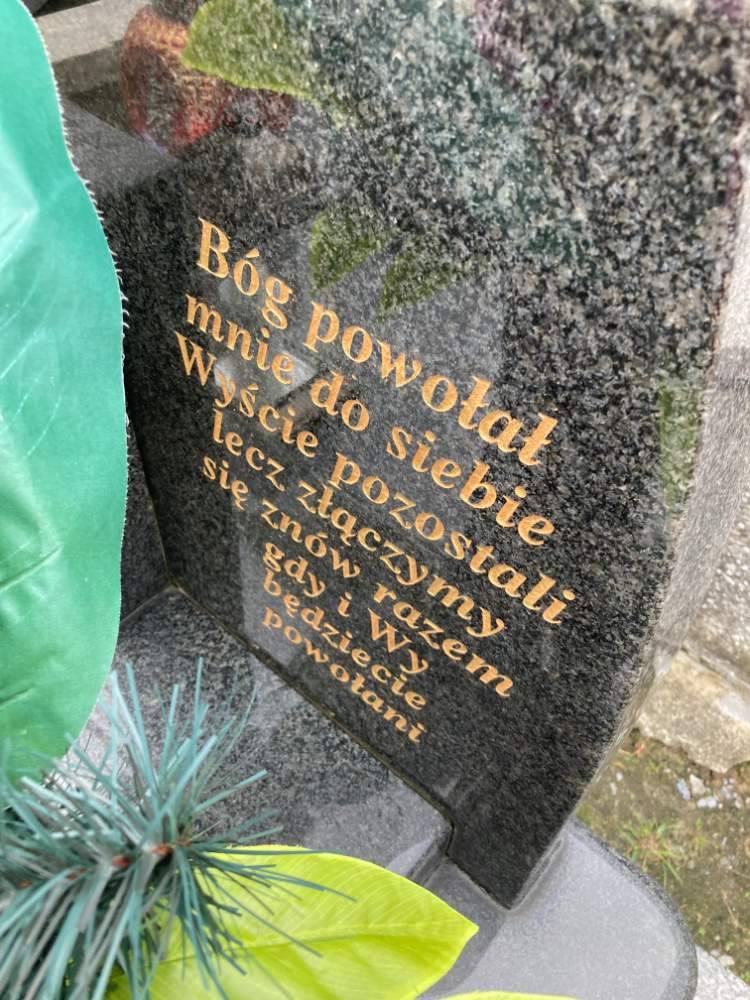 Bóg powołał
mnie do siebie
Wyście pozostali
lecz złączymy
się znów razem
gdy i Wy
będziecie
powołani